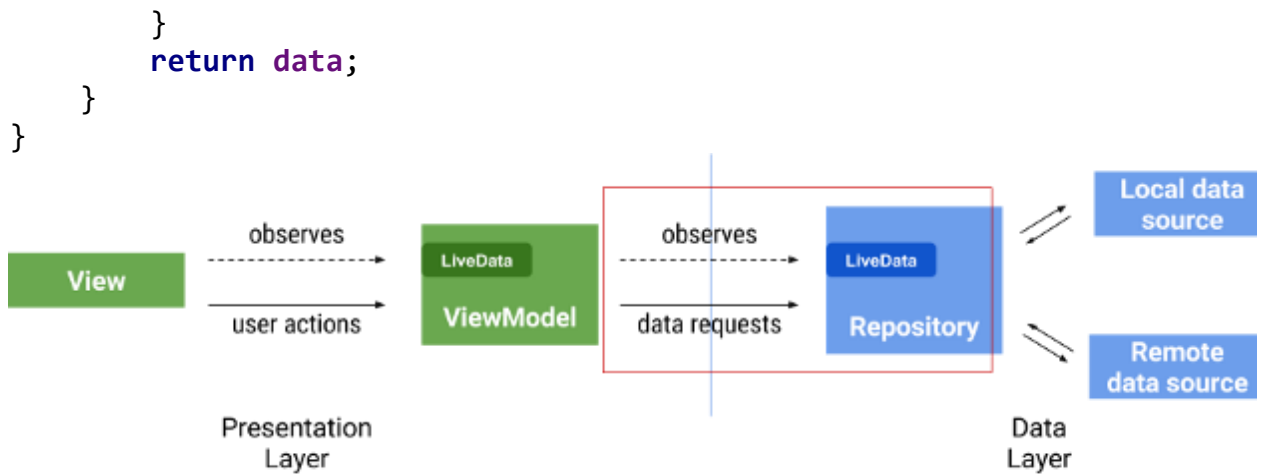 }
return data;
}
}
observes
observes
Local data
source
View
LiveData
LiveData
user actions
ViewModel
data requests
Repository
Remote
data source
Presentation
Layer
Data
Layer